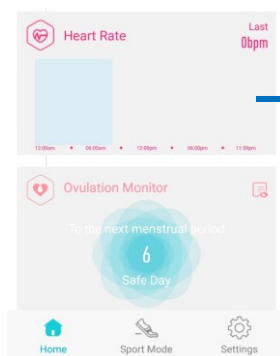 Heart Rate
Last
0bpm
12:00am • 06:00am • 12:00pm • 06:00pm • 11:59pm
Ovulation Monitor
To the next menstrual period
6
Safe Day
Home Sport Mode Settings